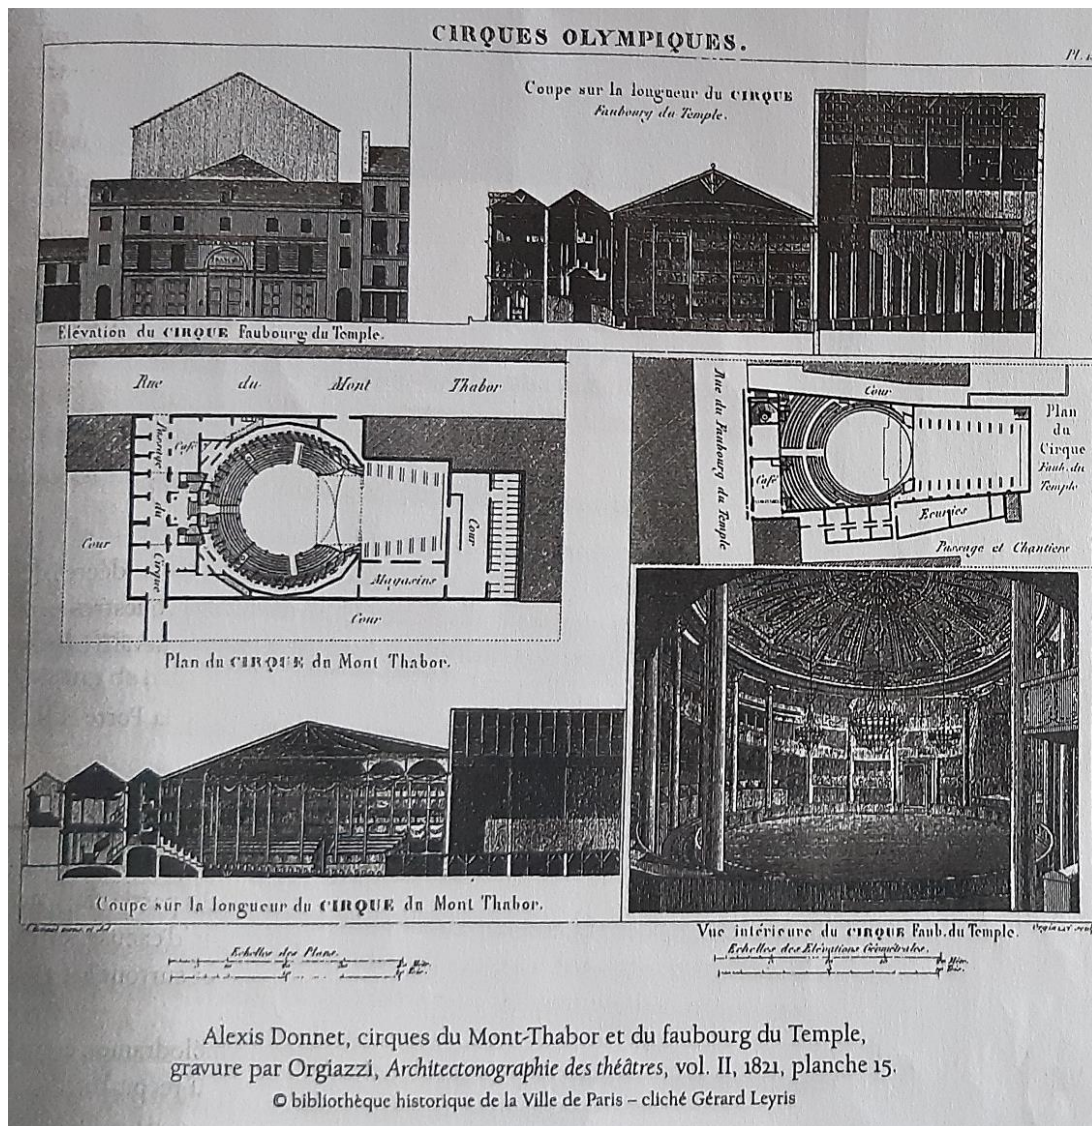 CIRQUES OLYMPIQUES.
Coupe sur la longueur du CIRQUE
Faubourg du Temple.
Elévation du CIRQUE Faubourg du Temple.
Rue du Mont Thabor
Passage du Cirque
Café
Cour
Cour
Magasins
Cour
Plan du CIRQUE du Mont Thabor.
Rue du Faubourg du Temple
Cour
Café
Ecuries
Passage et Chantiers
Plan
du
Cirque
Faub. du
Temple
Coupe sur la longueur du CIRQUE du Mont Thabor.
Vue intérieure du CIRQUE Faub. du Temple.
Echelles des Plans.
Echelles des Elévations Géométrales.
Alexis Donnet, cirques du Mont-Thabor et du faubourg du Temple,
gravure par Orgiazzi, Architectonographie des théâtres, vol. II, 1821, planche 15.
© bibliothèque historique de la Ville de Paris – cliché Gérard Leyris